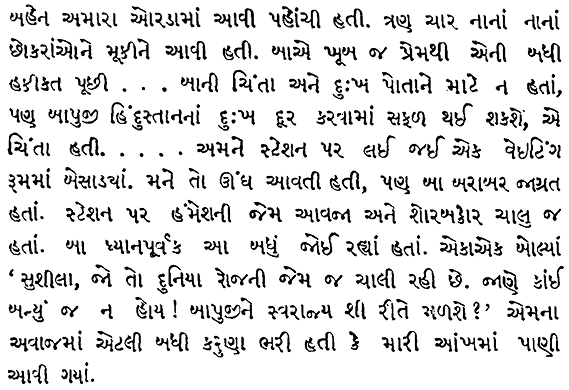 બહેન અમારા ઓરડામાં આવી પહોંચી હતી. ત્રણ ચાર નાનાં નાનાં
છોકરાંઓને મૂકીને આવી હતી. બાએ ખૂબ જ પ્રેમથી એની બધી
હકીકત પૂછી . . . બાની ચિંતા અને દુઃખ પોતાને માટે ન હતાં,
પણ બાપુજી હિંદુસ્તાનનાં દુઃખ દૂર કરવામાં સફળ થઈ શકશે, એ
ચિંતા હતી. . . . . . અમને સ્ટેશન પર લઈ જઈ એક વેઇટિંગ
રૂમમાં બેસાડ્યાં. મને તો ઊંઘ આવતી હતી, પણ બા બરાબર જાગ્રત
હતાં. સ્ટેશન પર હંમેશની જેમ આવજા અને શોરબકોર ચાલુ જ
હતાં. બા ધ્યાનપૂર્વક આ બધું જોઈ રહ્યાં હતાં. એકાએક બોલ્યાં
‘સુશીલા, જો તો દુનિયા રોજની જેમ જ ચાલી રહી છે. જાણે કાંઈ
બન્યું જ ન હોય! બાપુજીને સ્વરાજ્ય શી રીતે મળશે?’ એમના
અવાજમાં એટલી બધી કરુણા ભરી હતી કે મારી આંખમાં પાણી
આવી ગયાં.